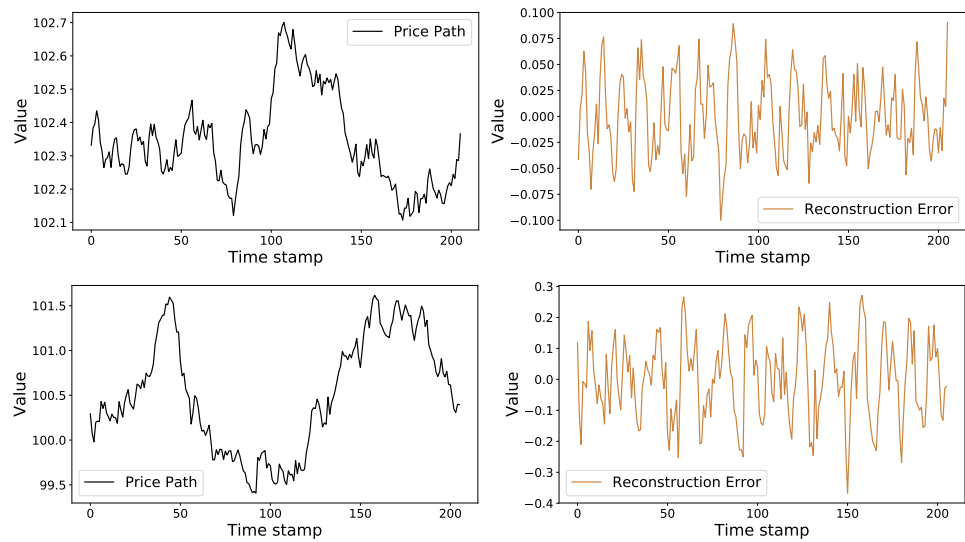 102.7
102.6
102.5
102.4
102.3
102.2
102.1
Value
Price Path
0 50 100 150 200
Time stamp
0.100
0.075
0.050
0.025
0.000
−0.025
−0.050
−0.075
−0.100
Value
Reconstruction Error
0 50 100 150 200
Time stamp
101.5
101.0
100.5
100.0
99.5
Value
Price Path
0 50 100 150 200
Time stamp
0.3
0.2
0.1
0.0
−0.1
−0.2
−0.3
−0.4
Value
Reconstruction Error
0 50 100 150 200
Time stamp